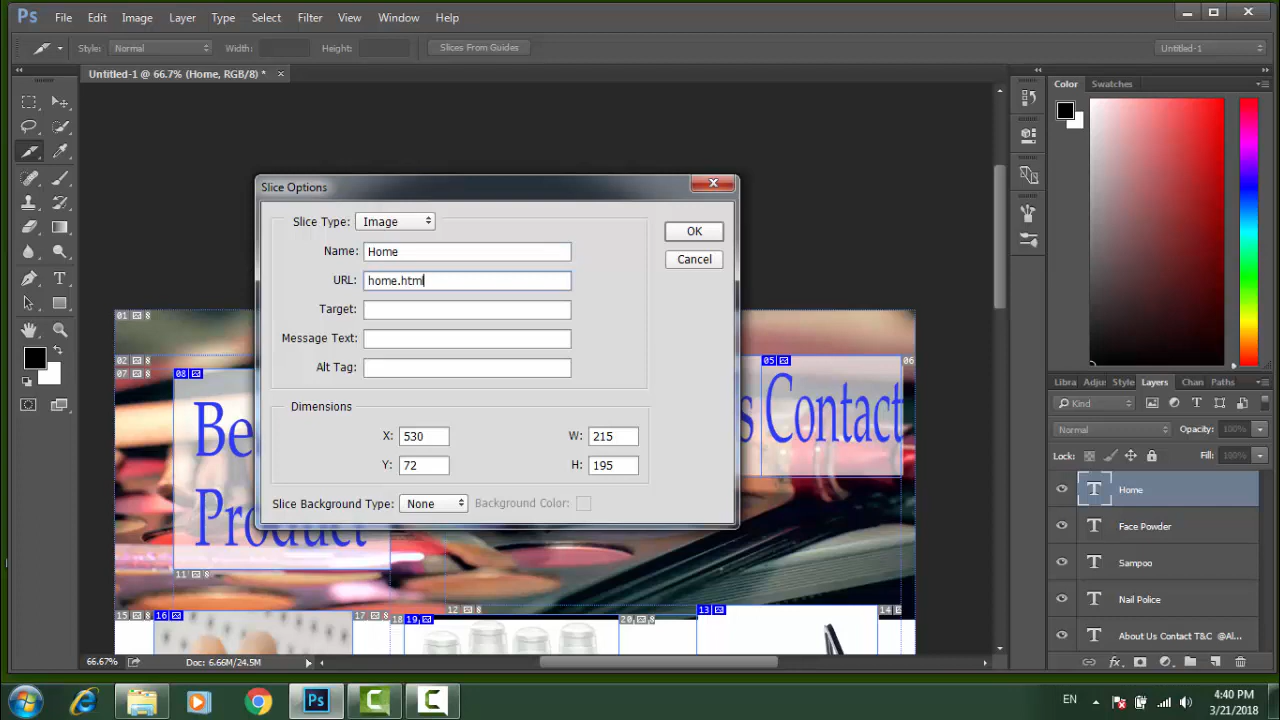 Ps File Edit Image Layer Type Select Filter View Window Help
Style: Normal Width: Height: Slices From Guides Untitled-1
Untitled-1 @ 66.7% (Home, RGB/8) * ×
Color Swatches
Slice Options
Slice Type: Image
Name: Home
URL: home.html
Target:
Message Text:
Alt Tag:
OK
Cancel
Dimensions
X: 530 W: 215
Y: 72 H: 195
Slice Background Type: None Background Color:
01
02
07 08
05 06
s Contact
Be
Product
11
12
13 14
15 16 17 18 19 20
Libra Adju Style Layers Chan Paths
Kind
Normal Opacity: 100%
Lock: Fill: 100%
T Home
T Face Powder
T Sampoo
T Nail Police
T About Us Contact T&C @Al...
66.67% Doc: 6.66M/24.5M
fx
Ps
EN
4:40 PM
3/21/2018